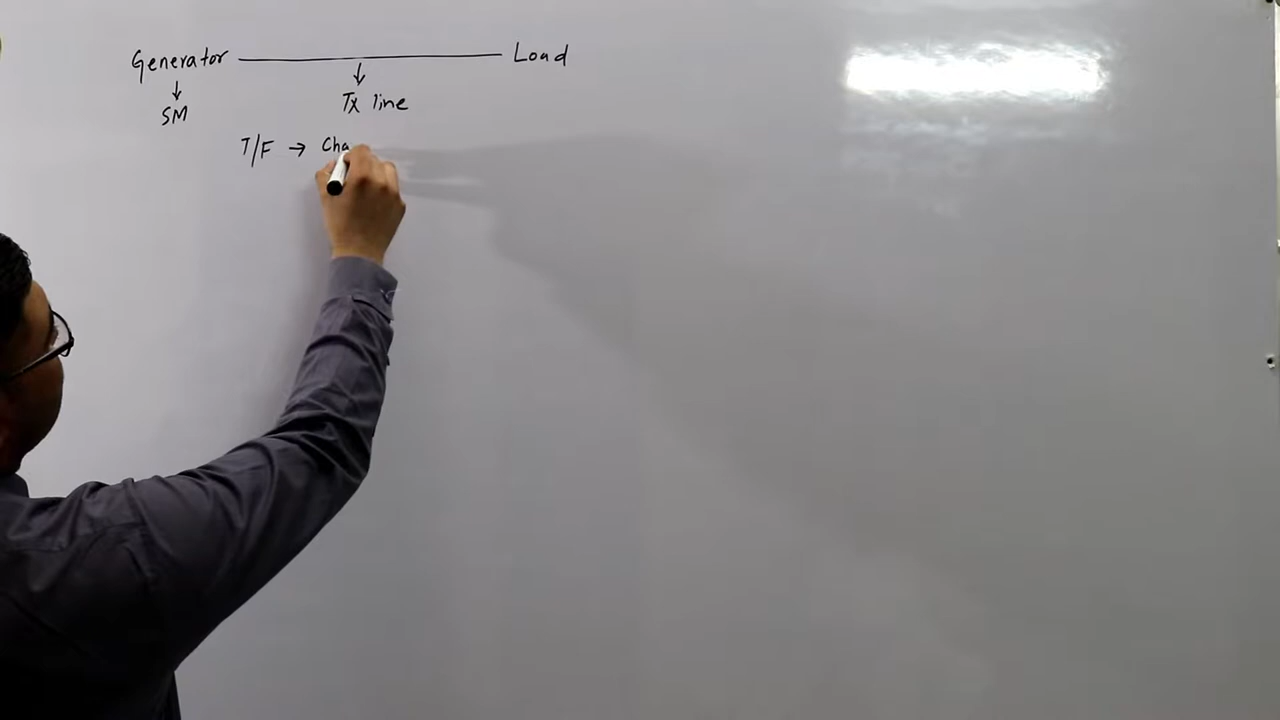 Generator Load
SM Tx line
T/F → Cha